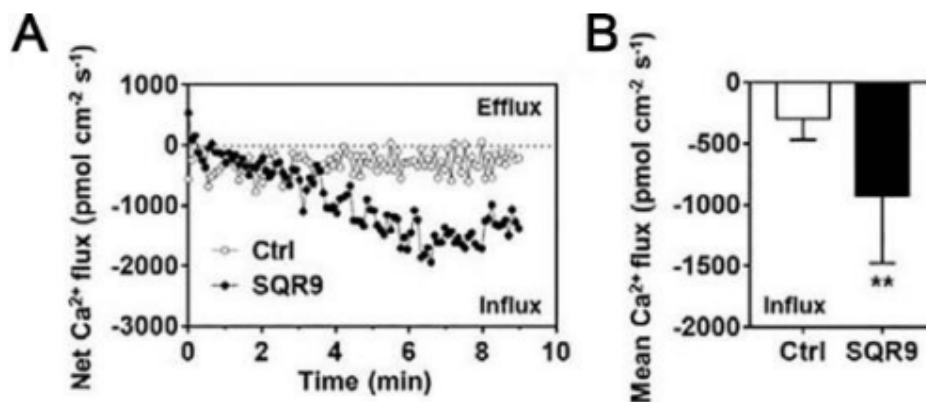 A
Net Ca²⁺ flux (pmol cm⁻² s⁻¹)
1000
0
-1000
-2000
-3000
Efflux
Ctrl
SQR9
Influx
0 2 4 6 8 10
Time (min)
B
Mean Ca²⁺ flux (pmol cm⁻² s⁻¹)
0
-500
-1000
-1500
-2000
**
Influx
Ctrl SQR9